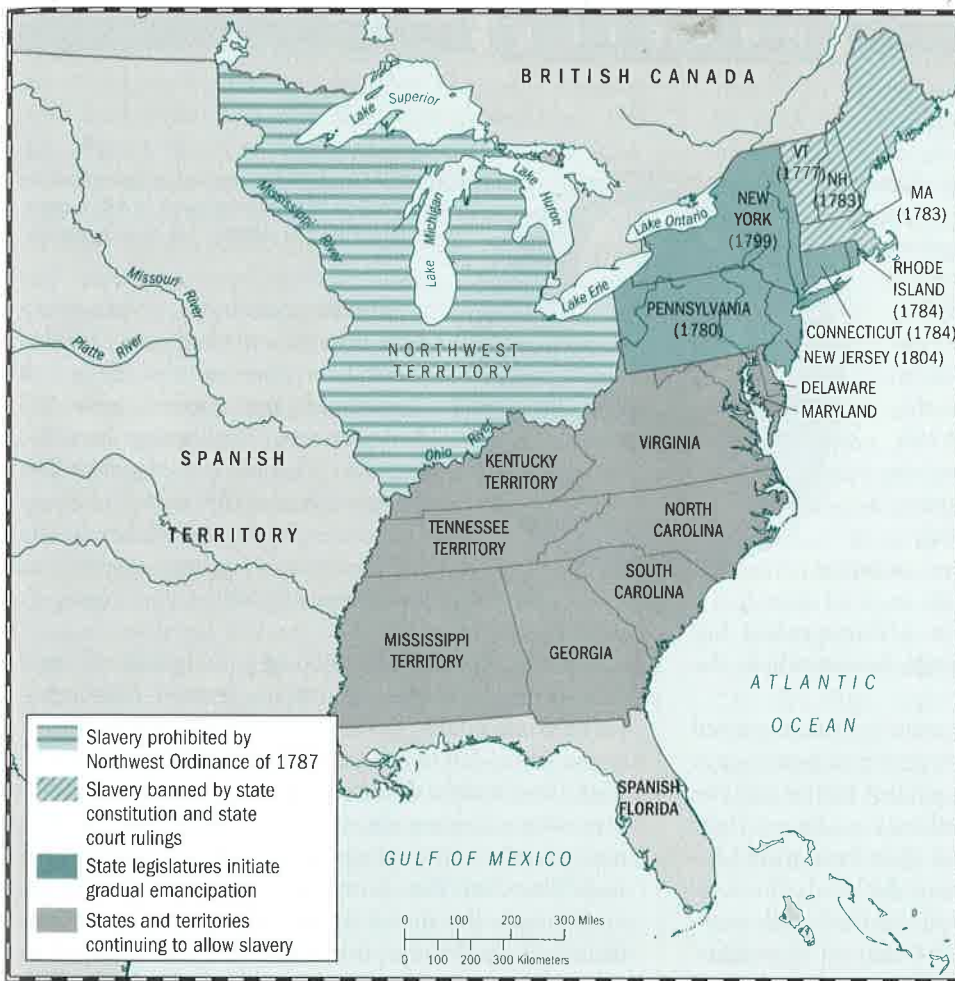 BRITISH CANADA
Lake Superior
Lake Michigan
Lake Huron
Lake Ontario
Lake Erie
Mississippi River
Missouri River
Platte River
Ohio River
VT
(1777)
NH
(1783)
MA
(1783)
NEW
YORK
(1799)
RHODE
ISLAND
(1784)
CONNECTICUT (1784)
PENNSYLVANIA
(1780)
NEW JERSEY (1804)
DELAWARE
MARYLAND
NORTHWEST
TERRITORY
SPANISH
TERRITORY
KENTUCKY
TERRITORY
VIRGINIA
TENNESSEE
TERRITORY
NORTH
CAROLINA
SOUTH
CAROLINA
MISSISSIPPI
TERRITORY
GEORGIA
ATLANTIC
OCEAN
SPANISH
FLORIDA
GULF OF MEXICO
Slavery prohibited by
Northwest Ordinance of 1787
Slavery banned by state
constitution and state
court rulings
State legislatures initiate
gradual emancipation
States and territories
continuing to allow slavery
0 100 200 300 Miles
0 100 200 300 Kilometers